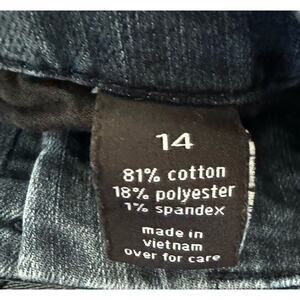 14
81% cotton
18% polyester
1% spandex
made in
vietnam
over for care